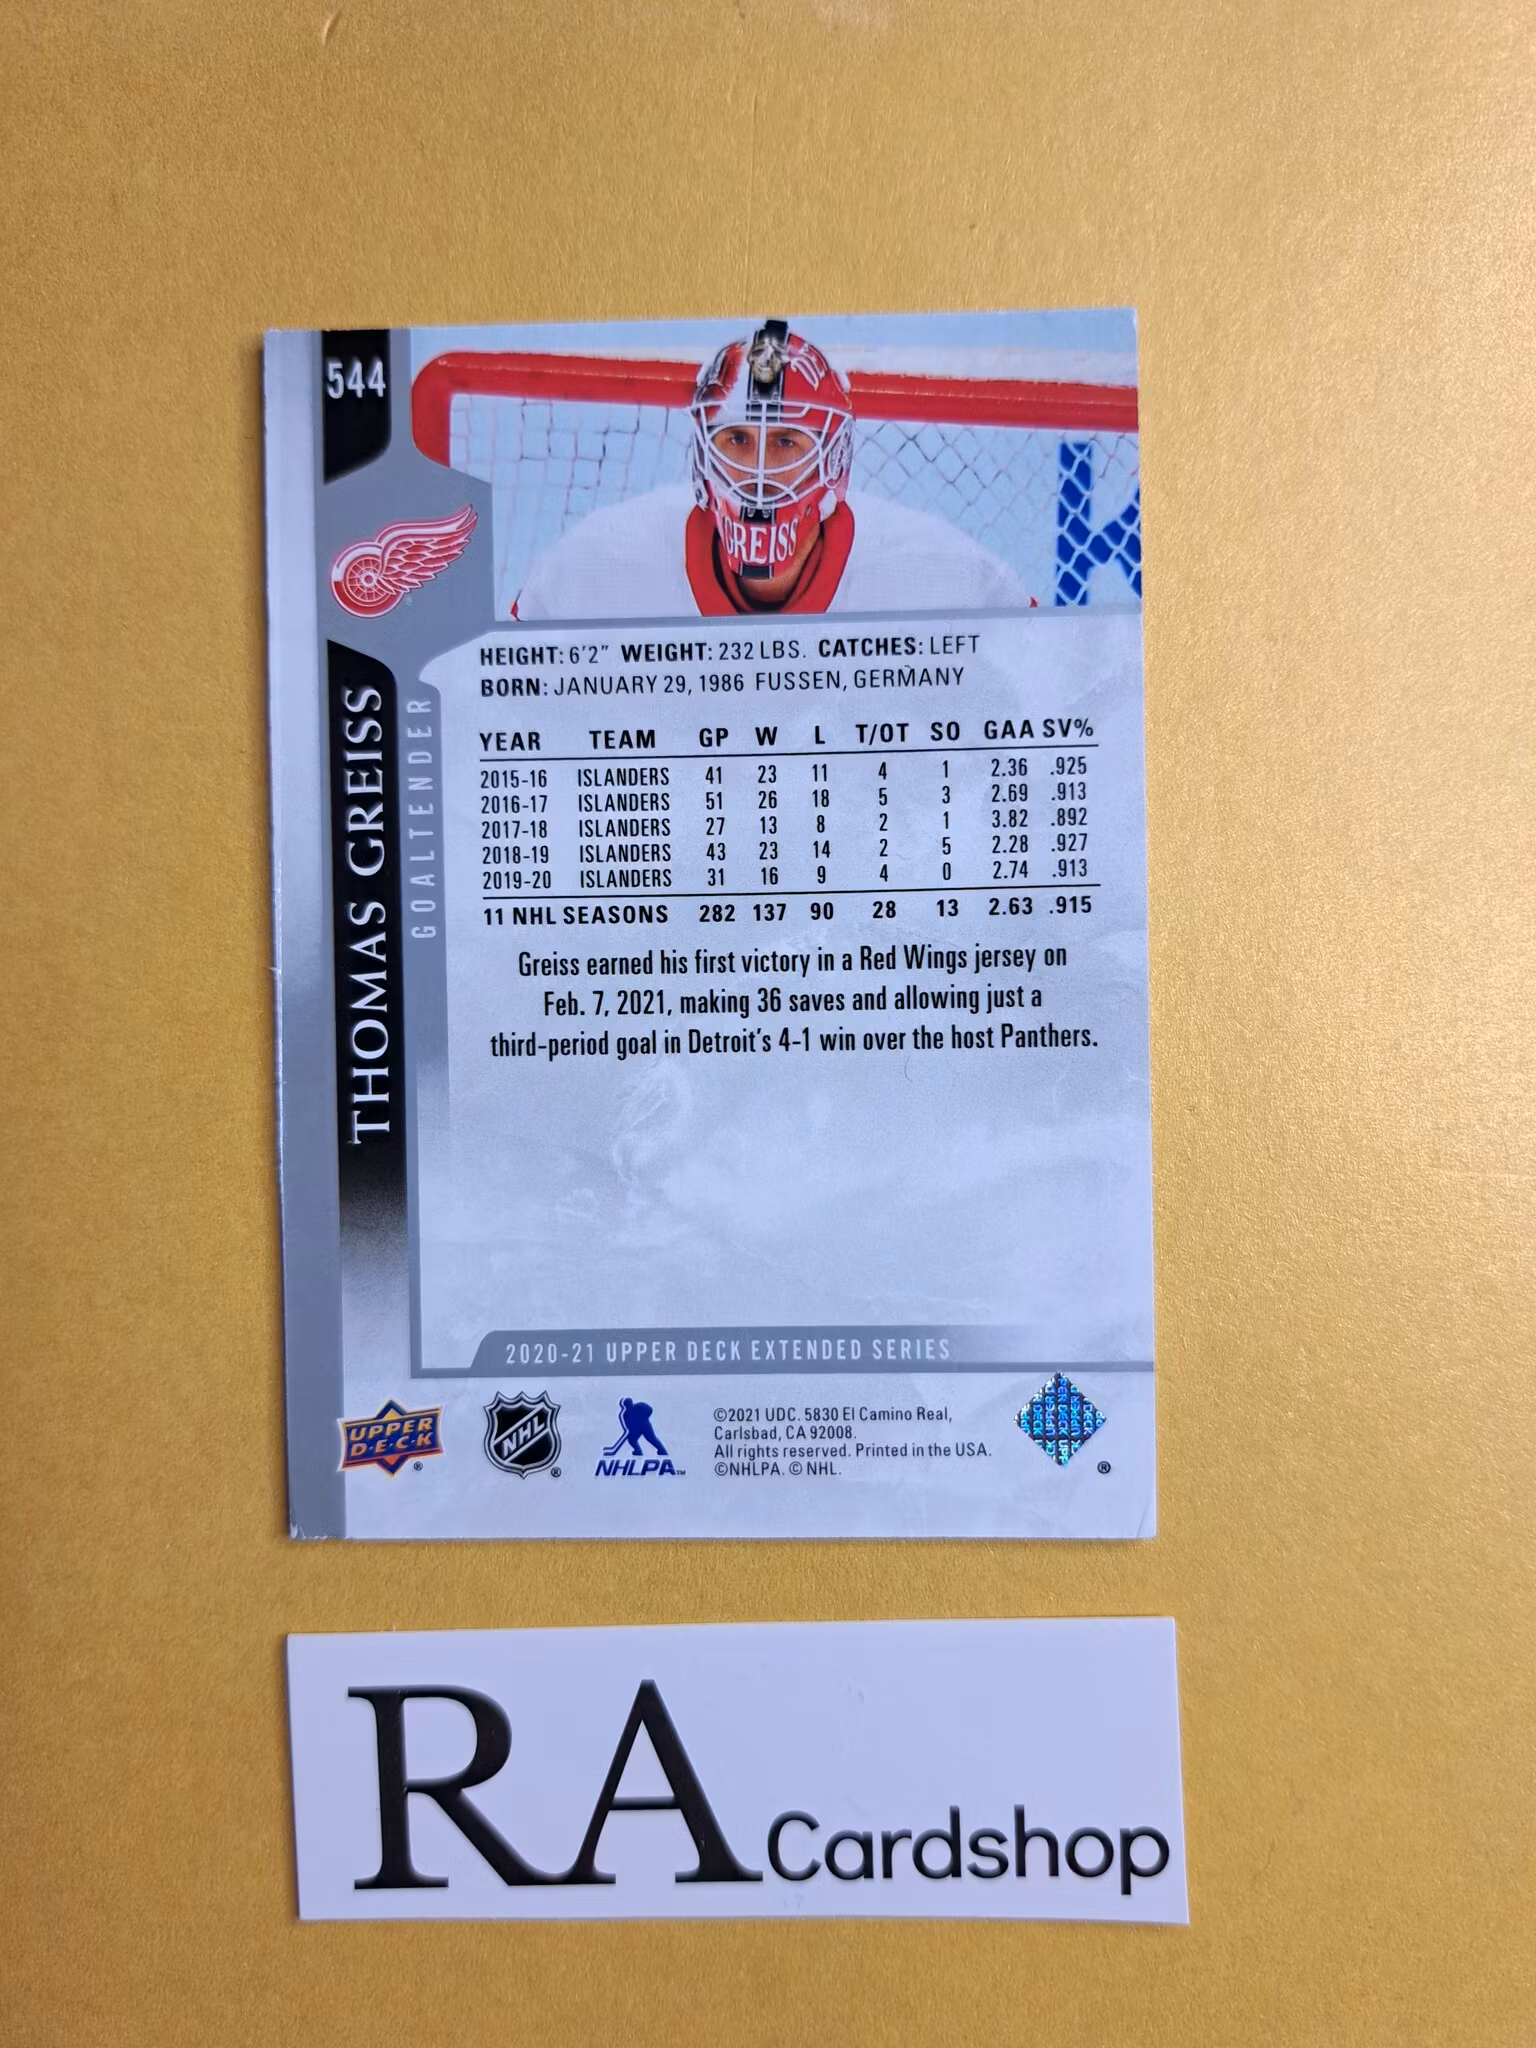 544
GREISS
THOMAS GREISS
GOALTENDER
HEIGHT: 6'2" WEIGHT: 232 LBS. CATCHES: LEFT
BORN: JANUARY 29, 1986 FUSSEN, GERMANY
YEAR TEAM GP W L T/OT SO GAA SV%
2015-16 ISLANDERS 41 23 11 4 1 2.36 .925
2016-17 ISLANDERS 51 26 18 5 3 2.69 .913
2017-18 ISLANDERS 27 13 8 2 1 3.82 .892
2018-19 ISLANDERS 43 23 14 2 5 2.28 .927
2019-20 ISLANDERS 31 16 9 4 0 2.74 .913
11 NHL SEASONS 282 137 90 28 13 2.63 .915
Greiss earned his first victory in a Red Wings jersey on
Feb. 7, 2021, making 36 saves and allowing just a
third-period goal in Detroit's 4-1 win over the host Panthers.
2020-21 UPPER DECK EXTENDED SERIES
UPPER
D•E•C•K
®
NHL
®
NHLPA™
©2021 UDC. 5830 El Camino Real,
Carlsbad, CA 92008.
All rights reserved. Printed in the USA.
©NHLPA. © NHL.
®
RA Cardshop